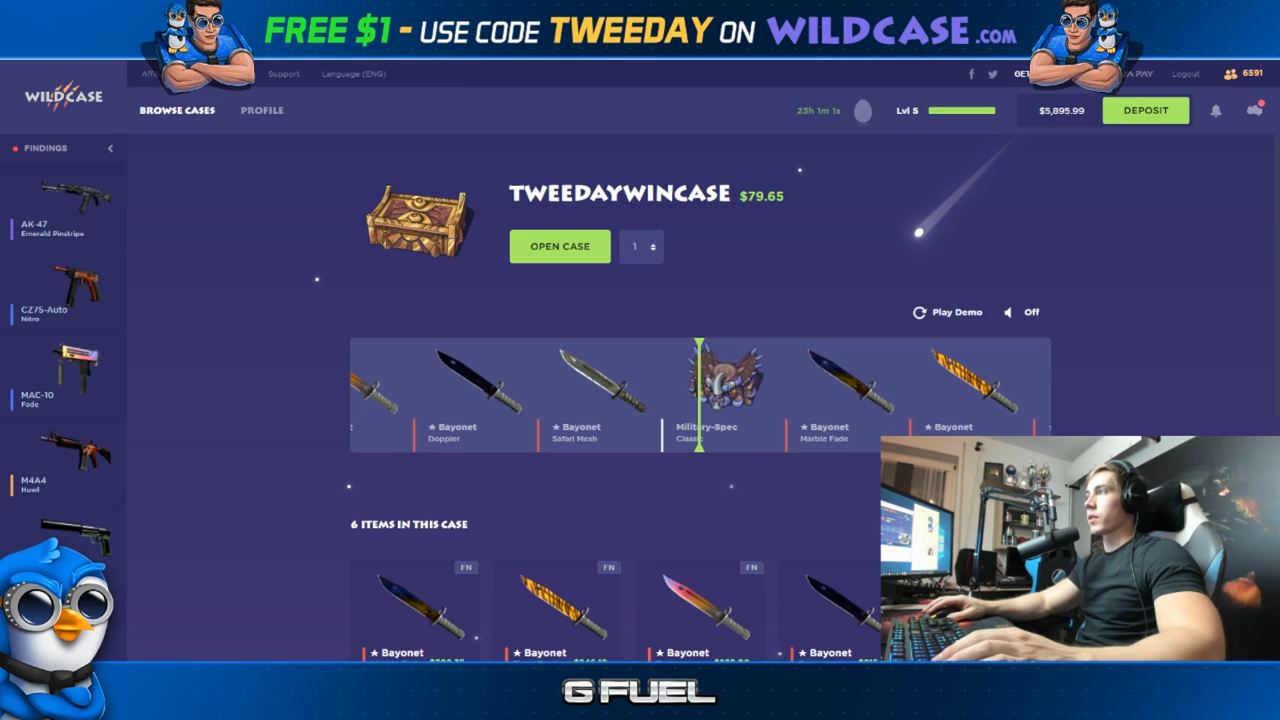 FREE $1 - USE CODE TWEEDAY ON WILDCASE.COM
WILDCASE
Support
Language (ENG)
GET
PAY
Logout
6591
BROWSE CASES
PROFILE
23h 1m 1s
Lvl 5
$5,895.99
DEPOSIT
FINDINGS
AK-47
Emerald Pinstripe
CZ75-Auto
Nitro
MAC-10
Fade
M4A4
Howl
TWEEDAYWINCASE $79.65
OPEN CASE
1
Play Demo
Off
★ Bayonet
Doppler
★ Bayonet
Safari Mesh
Military-Spec
Classic
★ Bayonet
Marble Fade
★ Bayonet
6 ITEMS IN THIS CASE
FN
FN
FN
★ Bayonet
★ Bayonet
★ Bayonet
★ Bayonet
G FUEL